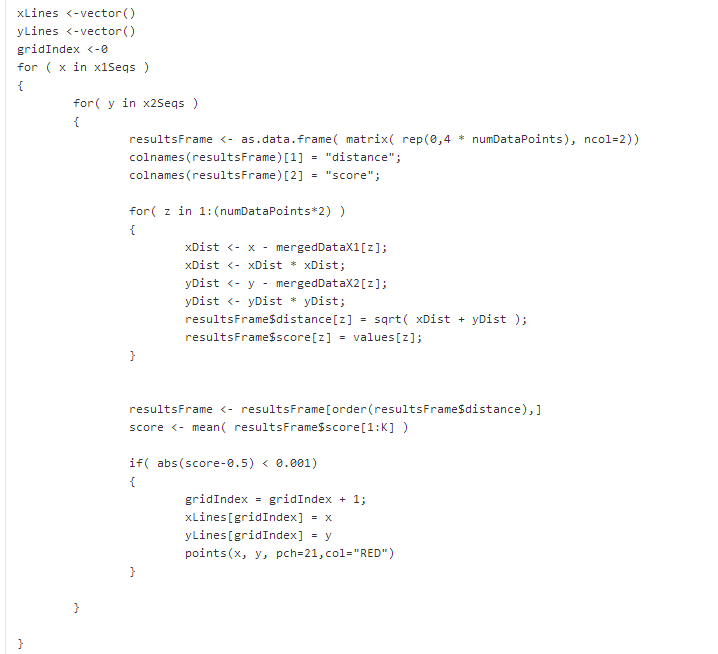 xLines <-vector()
yLines <-vector()
gridIndex <-0
for ( x in x1Seqs )
{
        for( y in x2Seqs )
        {
                resultsFrame <- as.data.frame( matrix( rep(0,4 * numDataPoints), ncol=2))
                colnames(resultsFrame)[1] = "distance";
                colnames(resultsFrame)[2] = "score";

                for( z in 1:(numDataPoints*2) )
                {
                        xDist <- x - mergedDataX1[z];
                        xDist <- xDist * xDist;
                        yDist <- y - mergedDataX2[z];
                        yDist <- yDist * yDist;
                        resultsFrame$distance[z] = sqrt( xDist + yDist );
                        resultsFrame$score[z] = values[z];
                }


                resultsFrame <- resultsFrame[order(resultsFrame$distance),]
                score <- mean( resultsFrame$score[1:K] )

                if( abs(score-0.5) < 0.001)
                {
                        gridIndex = gridIndex + 1;
                        xLines[gridIndex] = x
                        yLines[gridIndex] = y
                        points(x, y, pch=21,col="RED")
                }

        }

}